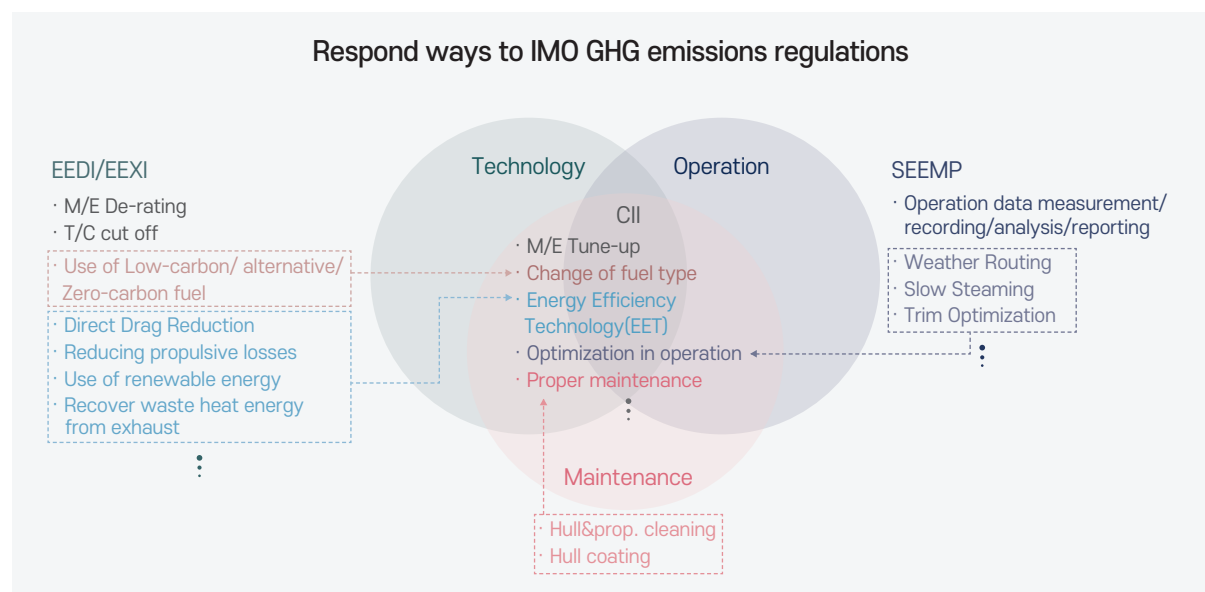 Respond ways to IMO GHG emissions regulations
EEDI/EEXI
· M/E De-rating
· T/C cut off
· Use of Low-carbon/ alternative/
Zero-carbon fuel
· Direct Drag Reduction
· Reducing propulsive losses
· Use of renewable energy
· Recover waste heat energy
from exhaust
Technology
Operation
CII
· M/E Tune-up
· Change of fuel type
· Energy Efficiency
Technology(EET)
· Optimization in operation
· Proper maintenance
Maintenance
· Hull&prop. cleaning
· Hull coating
SEEMP
· Operation data measurement/
recording/analysis/reporting
· Weather Routing
· Slow Steaming
· Trim Optimization